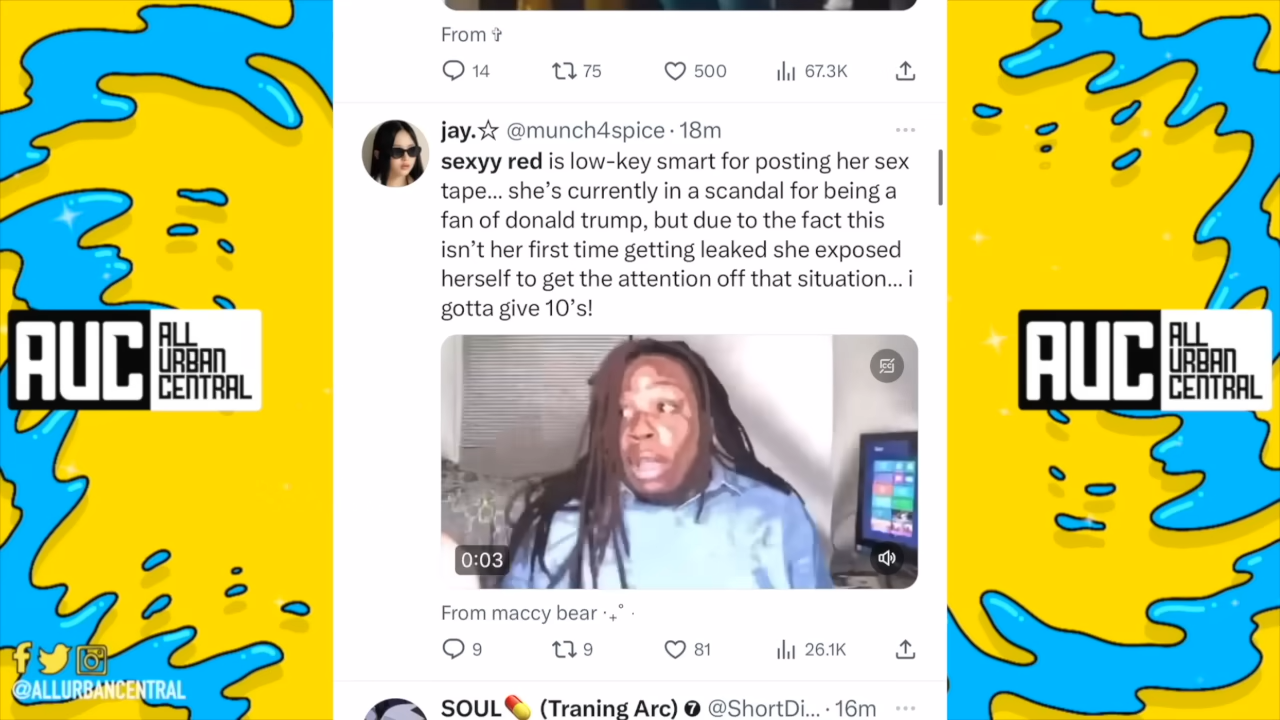 From ✞
14 75 500 67.3K
jay.☆ @munch4spice · 18m
sexyy red is low-key smart for posting her sex
tape... she's currently in a scandal for being a
fan of donald trump, but due to the fact this
isn't her first time getting leaked she exposed
herself to get the attention off that situation... i
gotta give 10's!
AUC ALL
URBAN
CENTRAL
AUC ALL
URBAN
CENTRAL
0:03
From maccy bear
9 9 81 26.1K
@ALLURBANCENTRAL
SOUL💊 (Traning Arc) ❼ @ShortDi... · 16m